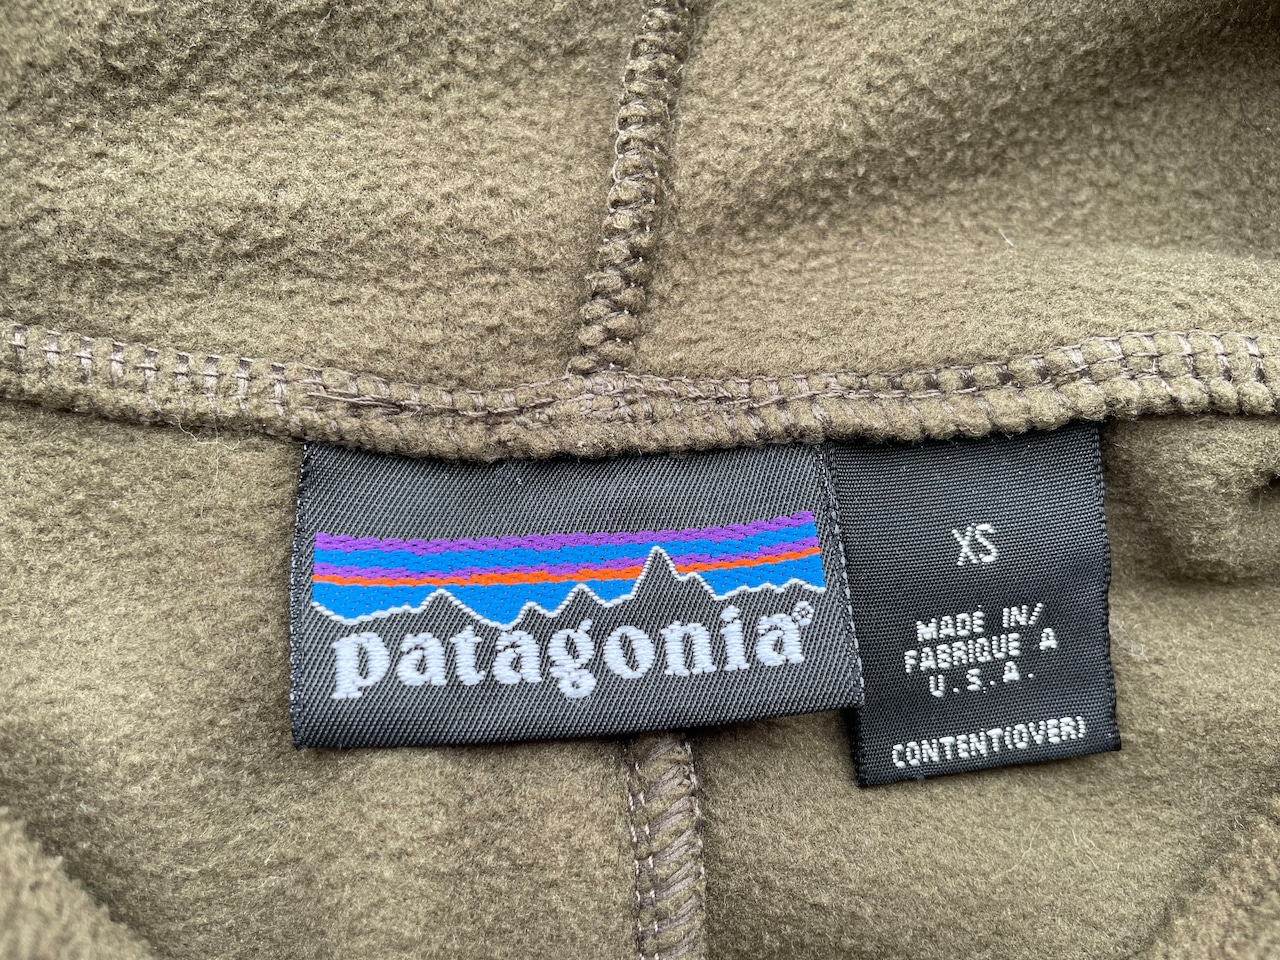 patagonia®
XS
MADE IN/
FABRIQUE A
U.S.A.
CONTENT(OVER)